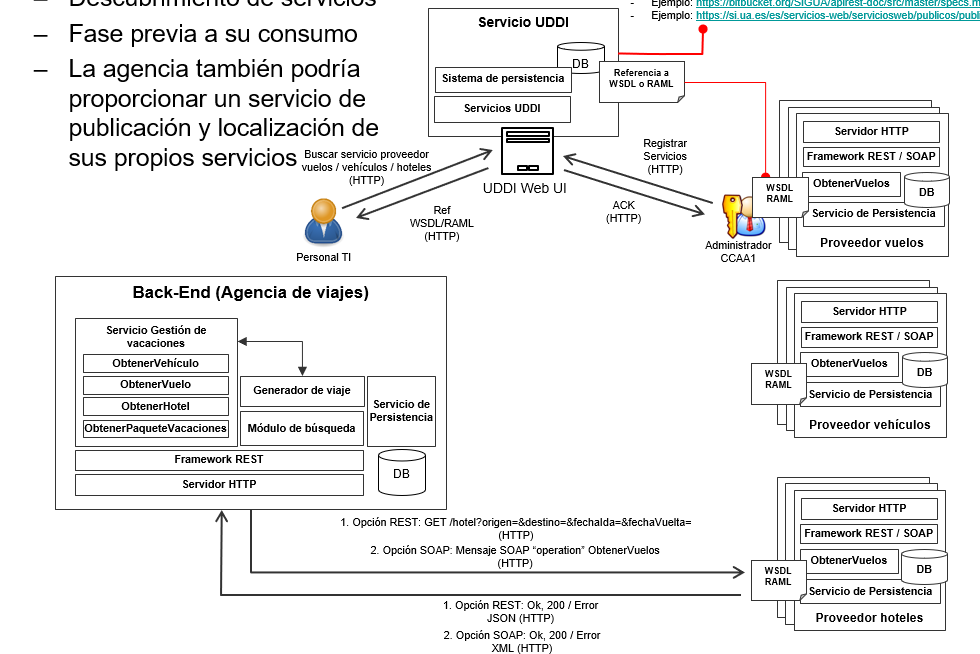 Descubrimiento de servicios
– Fase previa a su consumo
– La agencia también podría
proporcionar un servicio de
publicación y localización de
sus propios servicios
- Ejemplo: https://bitbucket.org/SIGUA/apirest-doc/src/master/specs.m
- Ejemplo: https://si.ua.es/es/servicios-web/serviciosweb/publicos/publi
Servicio UDDI
DB
Sistema de persistencia
Servicios UDDI
Referencia a
WSDL o RAML
UDDI Web UI
Buscar servicio proveedor
vuelos / vehículos / hoteles
(HTTP)
Ref
WSDL/RAML
(HTTP)
Personal TI
Registrar
Servicios
(HTTP)
ACK
(HTTP)
Administrador
CCAA1
Servidor HTTP
Framework REST / SOAP
ObtenerVuelos
DB
WSDL
RAML
Servicio de Persistencia
Proveedor vuelos
Back-End (Agencia de viajes)
Servicio Gestión de
vacaciones
ObtenerVehículo
ObtenerVuelo
ObtenerHotel
ObtenerPaqueteVacaciones
Generador de viaje
Módulo de búsqueda
Servicio de
Persistencia
Framework REST
Servidor HTTP
DB
Servidor HTTP
Framework REST / SOAP
ObtenerVuelos
DB
WSDL
RAML
Servicio de Persistencia
Proveedor vehículos
1. Opción REST: GET /hotel?origen=&destino=&fechaIda=&fechaVuelta=
(HTTP)
2. Opción SOAP: Mensaje SOAP “operation” ObtenerVuelos
(HTTP)
1. Opción REST: Ok, 200 / Error
JSON (HTTP)
2. Opción SOAP: Ok, 200 / Error
XML (HTTP)
Servidor HTTP
Framework REST / SOAP
ObtenerVuelos
DB
WSDL
RAML
Servicio de Persistencia
Proveedor hoteles